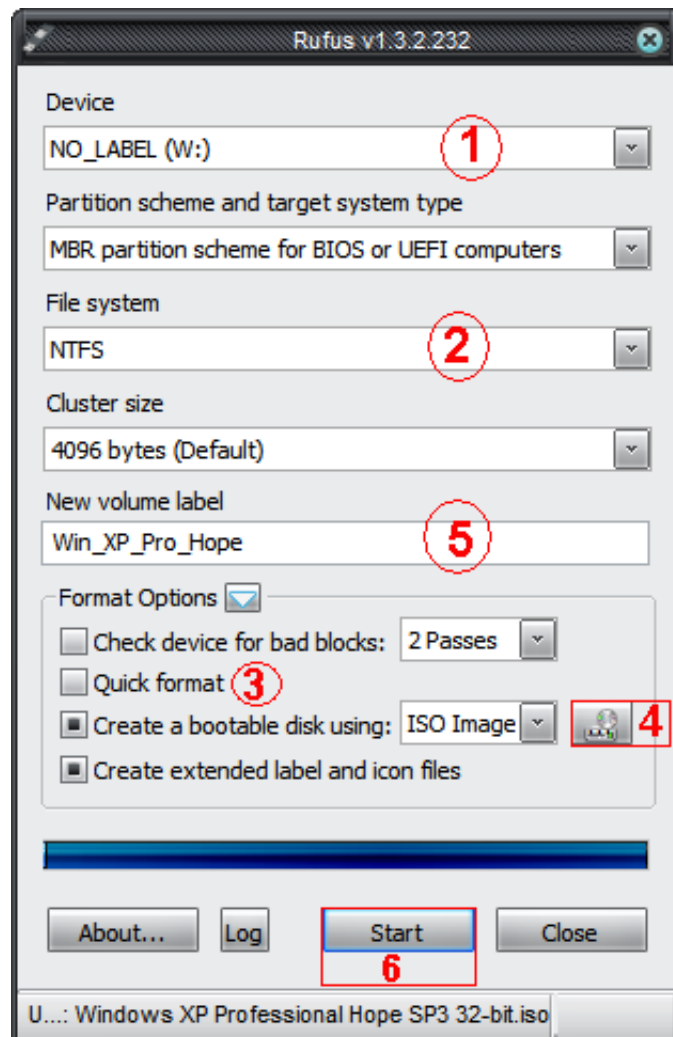 Rufus v1.3.2.232
Device
NO_LABEL (W:) 1
Partition scheme and target system type
MBR partition scheme for BIOS or UEFI computers
File system
NTFS 2
Cluster size
4096 bytes (Default)
New volume label
Win_XP_Pro_Hope 5
Format Options
Check device for bad blocks: 2 Passes
Quick format 3
Create a bootable disk using: ISO Image 4
Create extended label and icon files
About... Log Start Close
6
U...: Windows XP Professional Hope SP3 32-bit.iso